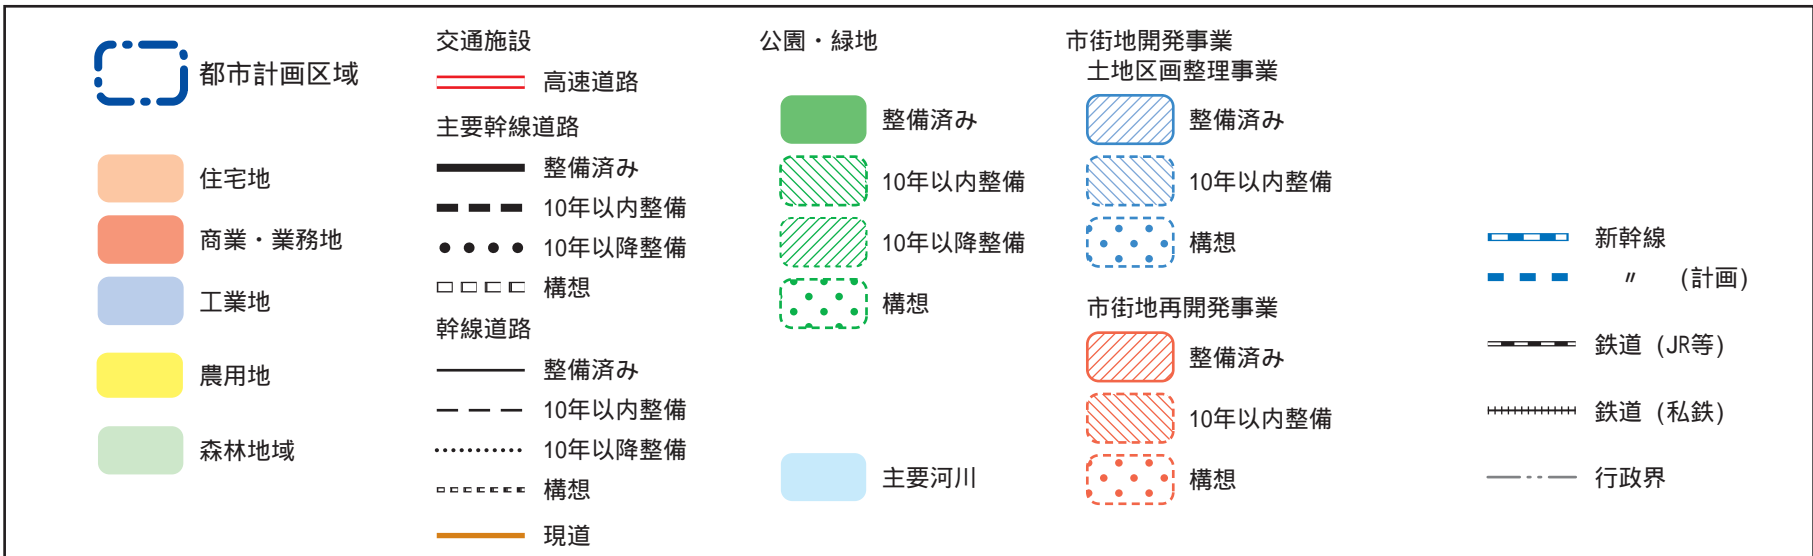 都市計画区域
住宅地
商業・業務地
工業地
農用地
森林地域
交通施設
高速道路
主要幹線道路
整備済み
10年以内整備
10年以降整備
構想
幹線道路
整備済み
10年以内整備
10年以降整備
構想
現道
公園・緑地
整備済み
10年以内整備
10年以降整備
構想
主要河川
市街地開発事業
土地区画整理事業
整備済み
10年以内整備
構想
市街地再開発事業
整備済み
10年以内整備
構想
新幹線
〃 (計画)
鉄道 (JR等)
鉄道 (私鉄)
行政界